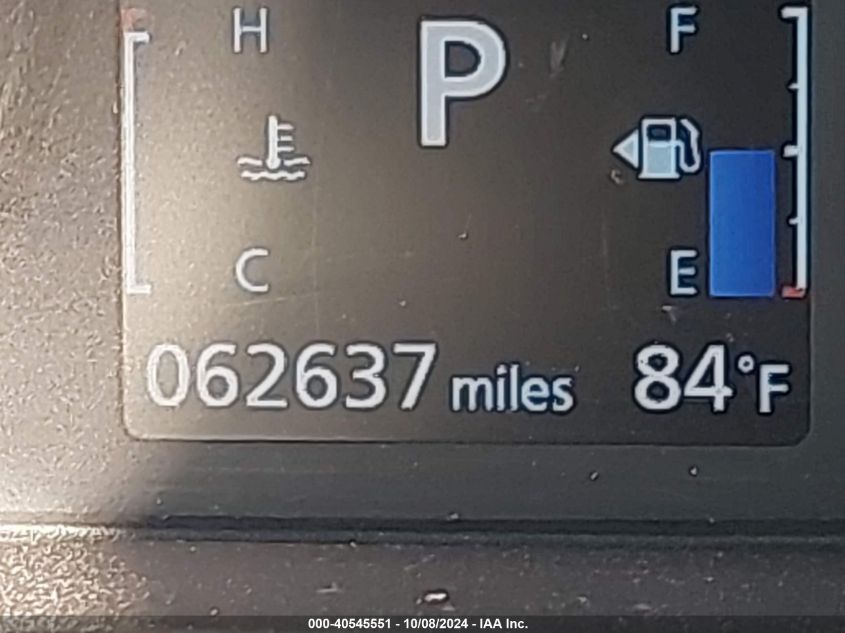 H P F
C E
062637 miles 84°F
000-40545551 - 10/08/2024 - IAA Inc.